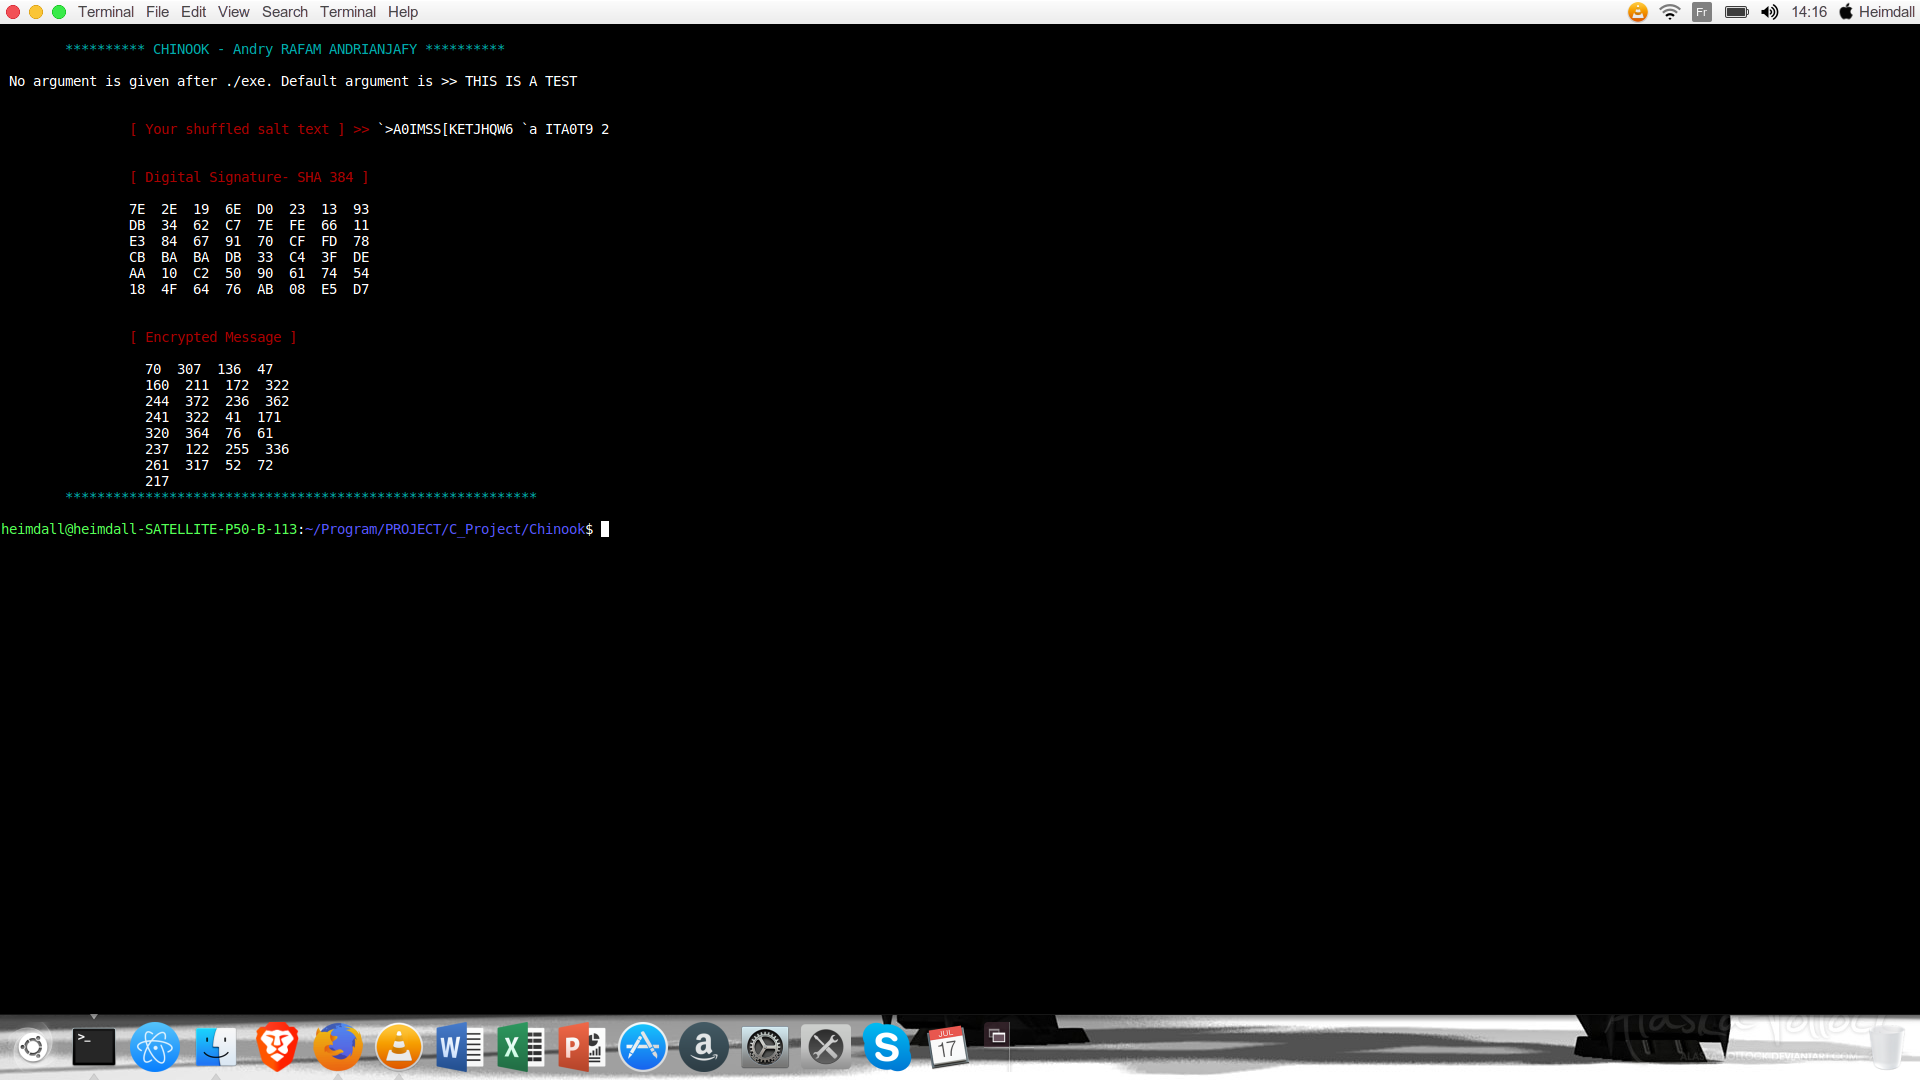 Terminal File Edit View Search Terminal Help Fr 14:16 Heimdall
********** CHINOOK - Andry RAFAM ANDRIANJAFY **********
No argument is given after ./exe. Default argument is >> THIS IS A TEST
[ Your shuffled salt text ] >> `>A0IMSS[KETJHQW6 `a ITA0T9 2
[ Digital Signature- SHA 384 ]
7E 2E 19 6E D0 23 13 93
DB 34 62 C7 7E FE 66 11
E3 84 67 91 70 CF FD 78
CB BA BA DB 33 C4 3F DE
AA 10 C2 50 90 61 74 54
18 4F 64 76 AB 08 E5 D7
[ Encrypted Message ]
70 307 136 47
160 211 172 322
244 372 236 362
241 322 41 171
320 364 76 61
237 122 255 336
261 317 52 72
217
***********************************************************
heimdall@heimdall-SATELLITE-P50-B-113:~/Program/PROJECT/C_Project/Chinook$
>_ W X P a S JUL 17